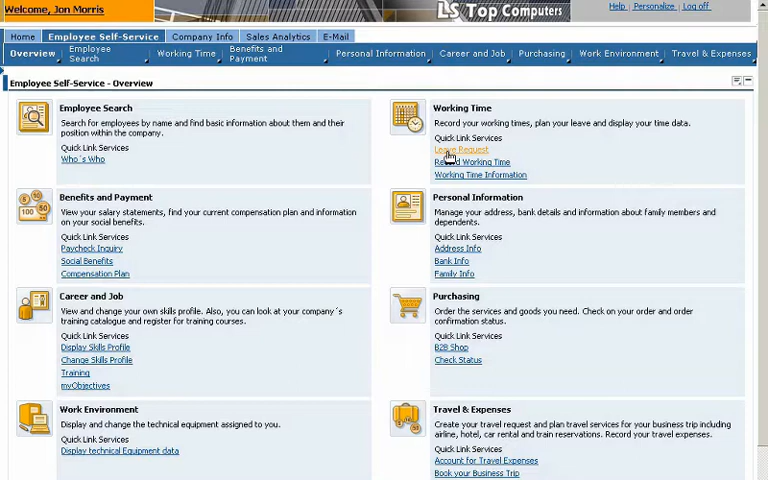 Welcome, Jon Morris
LS Top Computers
Help Personalize Log off
Home Employee Self-Service Company Info Sales Analytics E-Mail
Overview Employee Search Working Time Benefits and Payment Personal Information Career and Job Purchasing Work Environment Travel & Expenses
Employee Self-Service - Overview
Employee Search
Search for employees by name and find basic information about them and their
position within the company.
Quick Link Services
Who´s Who
Working Time
Record your working times, plan your leave and display your time data.
Quick Link Services
Leave Request
Record Working Time
Working Time Information
Benefits and Payment
View your salary statements, find your current compensation plan and information
on your social benefits.
Quick Link Services
Paycheck Inquiry
Social Benefits
Compensation Plan
Personal Information
Manage your address, bank details and information about family members and
dependents.
Quick Link Services
Address Info
Bank Info
Family Info
Career and Job
View and change your own skills profile. Also, you can look at your company´s
training catalogue and register for training courses.
Quick Link Services
Display Skills Profile
Change Skills Profile
Training
myObjectives
Purchasing
Order the services and goods you need. Check on your order and order
confirmation status.
Quick Link Services
B2B Shop
Check Status
Work Environment
Display and change the technical equipment assigned to you.
Quick Link Services
Display technical Equipment data
Travel & Expenses
Create your travel request and plan travel services for your business trip including
airline, hotel, car rental and train reservations. Record your travel expenses.
Quick Link Services
Account for Travel Expenses
Book your Business Trip